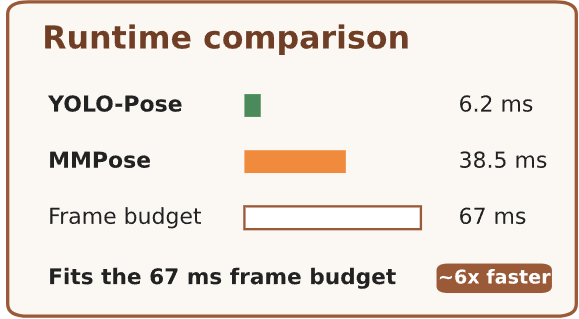 Runtime comparison
YOLO-Pose 6.2 ms
MMPose 38.5 ms
Frame budget 67 ms
Fits the 67 ms frame budget ~6x faster